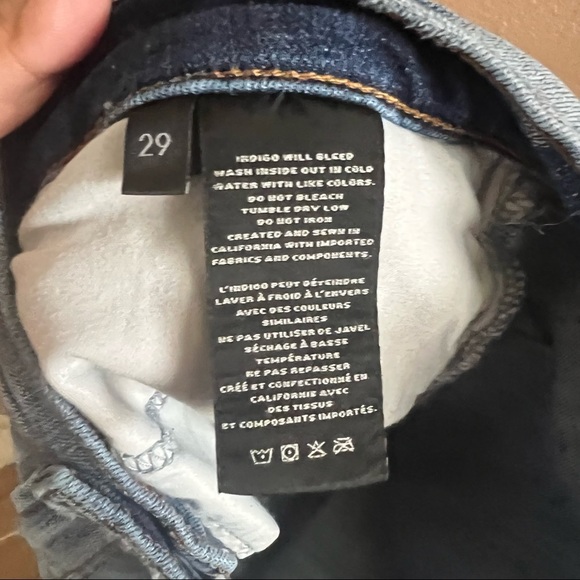 29
INDIGO WILL BLEED
WASH INSIDE OUT IN COLD
WATER WITH LIKE COLORS.
DO NOT BLEACH
TUMBLE DRY LOW
DO NOT IRON
CREATED AND SEWN IN
CALIFORNIA WITH IMPORTED
FABRICS AND COMPONENTS.
L'INDIGO PEUT DÉTEINDRE
LAVER À FROID À L'ENVERS
AVEC DES COULEURS
SIMILAIRES
NE PAS UTILISER DE JAVEL
SÉCHAGE À BASSE
TEMPÉRATURE
NE PAS REPASSER
CRÉÉ ET CONFECTIONNÉ EN
CALIFORNIE AVEC
DES TISSUS
ET COMPOSANTS IMPORTÉS.